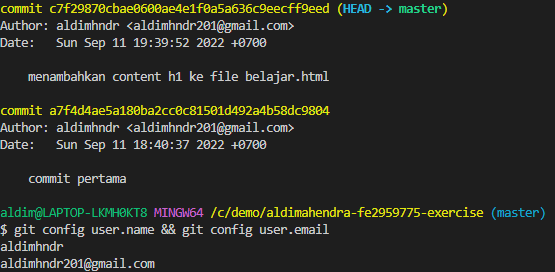 commit c7f29870cbae0600ae4e1f0a5a636c9eecff9eed (HEAD -> master)
Author: aldimhndr <aldimhndr201@gmail.com>
Date:   Sun Sep 11 19:39:52 2022 +0700
    menambahkan content h1 ke file belajar.html
commit a7f4d4ae5a180ba2cc0c81501d492a4b58dc9804
Author: aldimhndr <aldimhndr201@gmail.com>
Date:   Sun Sep 11 18:40:37 2022 +0700
    commit pertama
aldim@LAPTOP-LKMH0KT8 MINGW64 /c/demo/aldimahendra-fe2959775-exercise (master)
$ git config user.name && git config user.email
aldimhndr
aldimhndr201@gmail.com